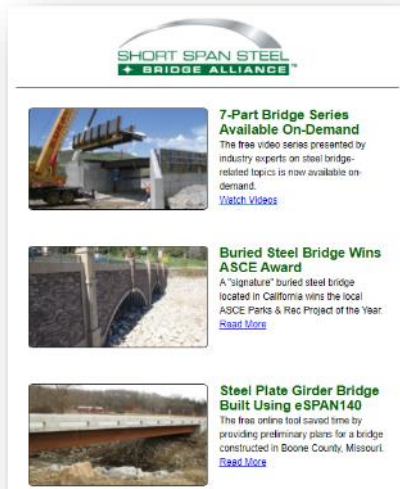 SHORT SPAN STEEL
BRIDGE ALLIANCE™
7-Part Bridge Series
Available On-Demand
The free video series presented by
industry experts on steel bridge-
related topics is now available on-
demand.
Watch Videos
Buried Steel Bridge Wins
ASCE Award
A "signature" buried steel bridge
located in California wins the local
ASCE Parks & Rec Project of the Year.
Read More
Steel Plate Girder Bridge
Built Using eSPAN140
The free online tool saved time by
providing preliminary plans for a bridge
constructed in Boone County, Missouri.
Read More